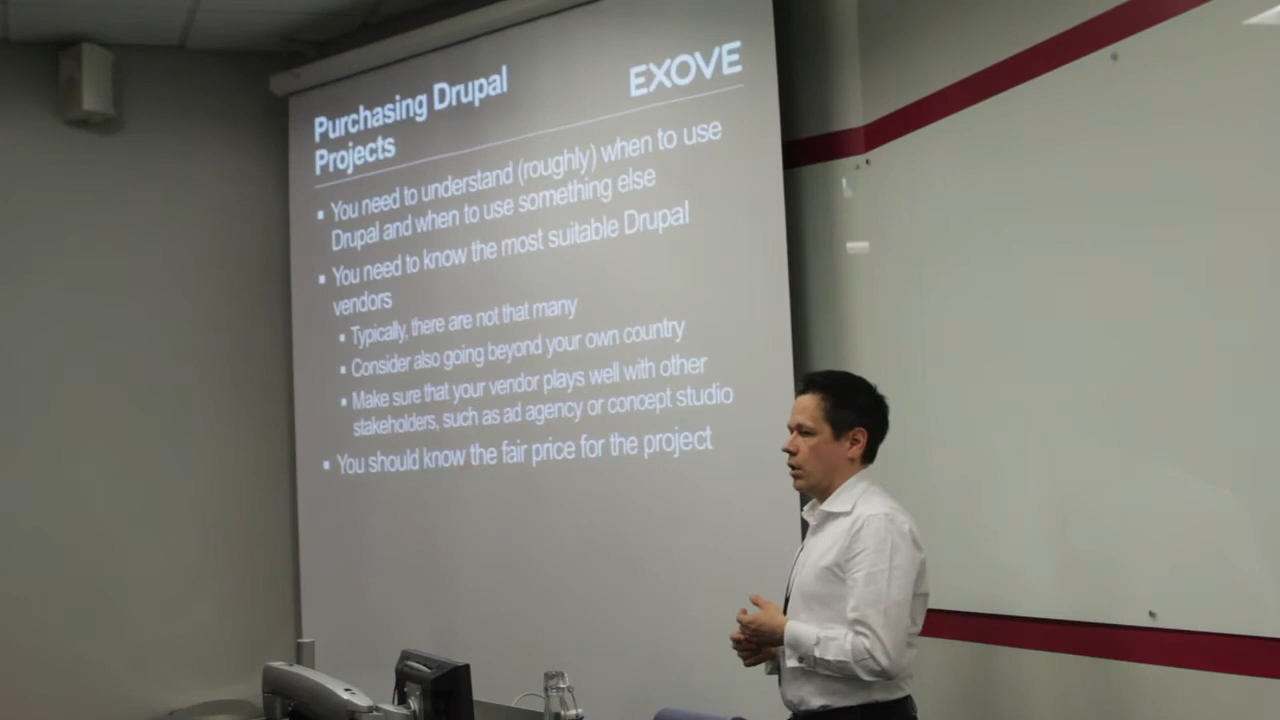 Purchasing Drupal
Projects
EXOVE
▪ You need to understand (roughly) when to use
Drupal and when to use something else
▪ You need to know the most suitable Drupal
vendors
▪ Typically, there are not that many
▪ Consider also going beyond your own country
▪ Make sure that your vendor plays well with other
stakeholders, such as ad agency or concept studio
▪ You should know the fair price for the project